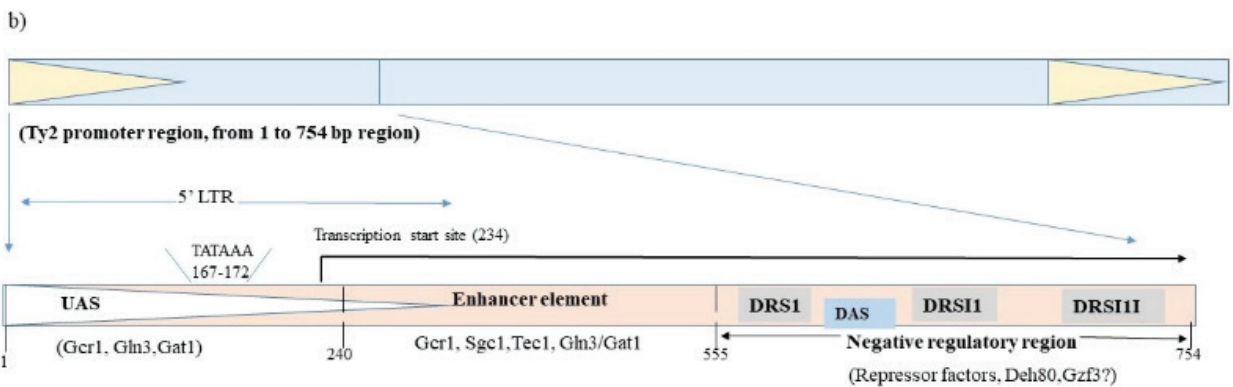 b)
(Ty2 promoter region, from 1 to 754 bp region)
5' LTR
Transcription start site (234)
TATAAA
167-172
UAS
Enhancer element
DRS1
DAS
DRSI1
DRSI1I
(Gcr1, Gln3,Gat1)
Gcr1, Sgc1,Tec1, Gln3/Gat1
Negative regulatory region
1
240
555
754
(Repressor factors, Deh80,Gzf3?)